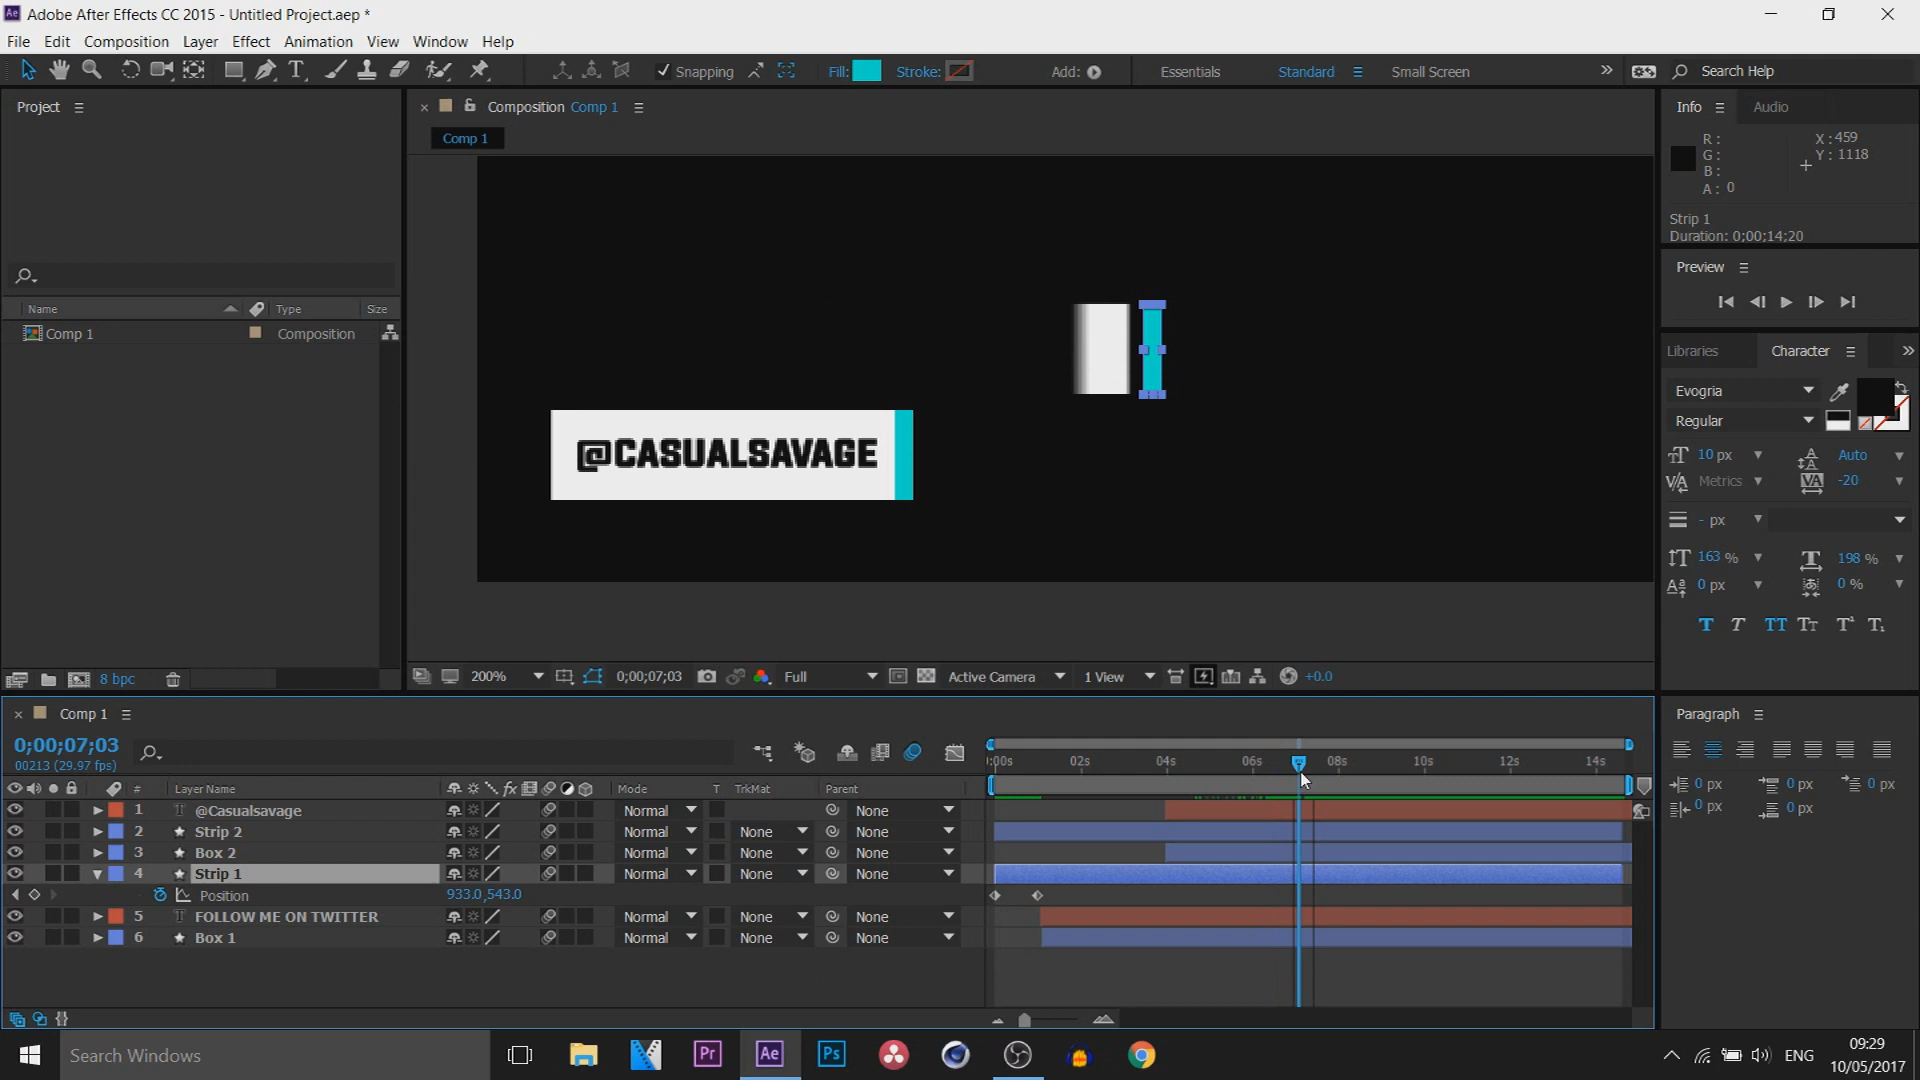 Adobe After Effects CC 2015 - Untitled Project.aep *
File Edit Composition Layer Effect Animation View Window Help
Snapping Fill: Stroke: Add: Essentials Standard Small Screen Search Help
Project
Composition Comp 1
Comp 1
Info Audio
R: X: 459
G: Y: 1118
B:
A: 0
Strip 1
Duration: 0;00;14;20
Preview
Name Type Size
Comp 1 Composition
@CASUALSAVAGE
Libraries Character
Evogria
Regular
10 px Auto
Metrics -20
- px
163 % 198 %
0 px 0 %
8 bpc
200% 0;00;07;03 Full Active Camera 1 View +0.0
Comp 1
Paragraph
0 px 0 px 0 px
0 px 0 px
0;00;07;03
00213 (29.97 fps)
:00s 02s 04s 06s 08s 10s 12s 14s
# Layer Name Mode T TrkMat Parent
1 T @Casualsavage Normal None
2 Strip 2 Normal None None
3 Box 2 Normal None None
4 Strip 1 Normal None None
Position 933.0,543.0
5 T FOLLOW ME ON TWITTER Normal None None
6 Box 1 Normal None None
Search Windows Pr Ae Ps ENG
09:29
10/05/2017